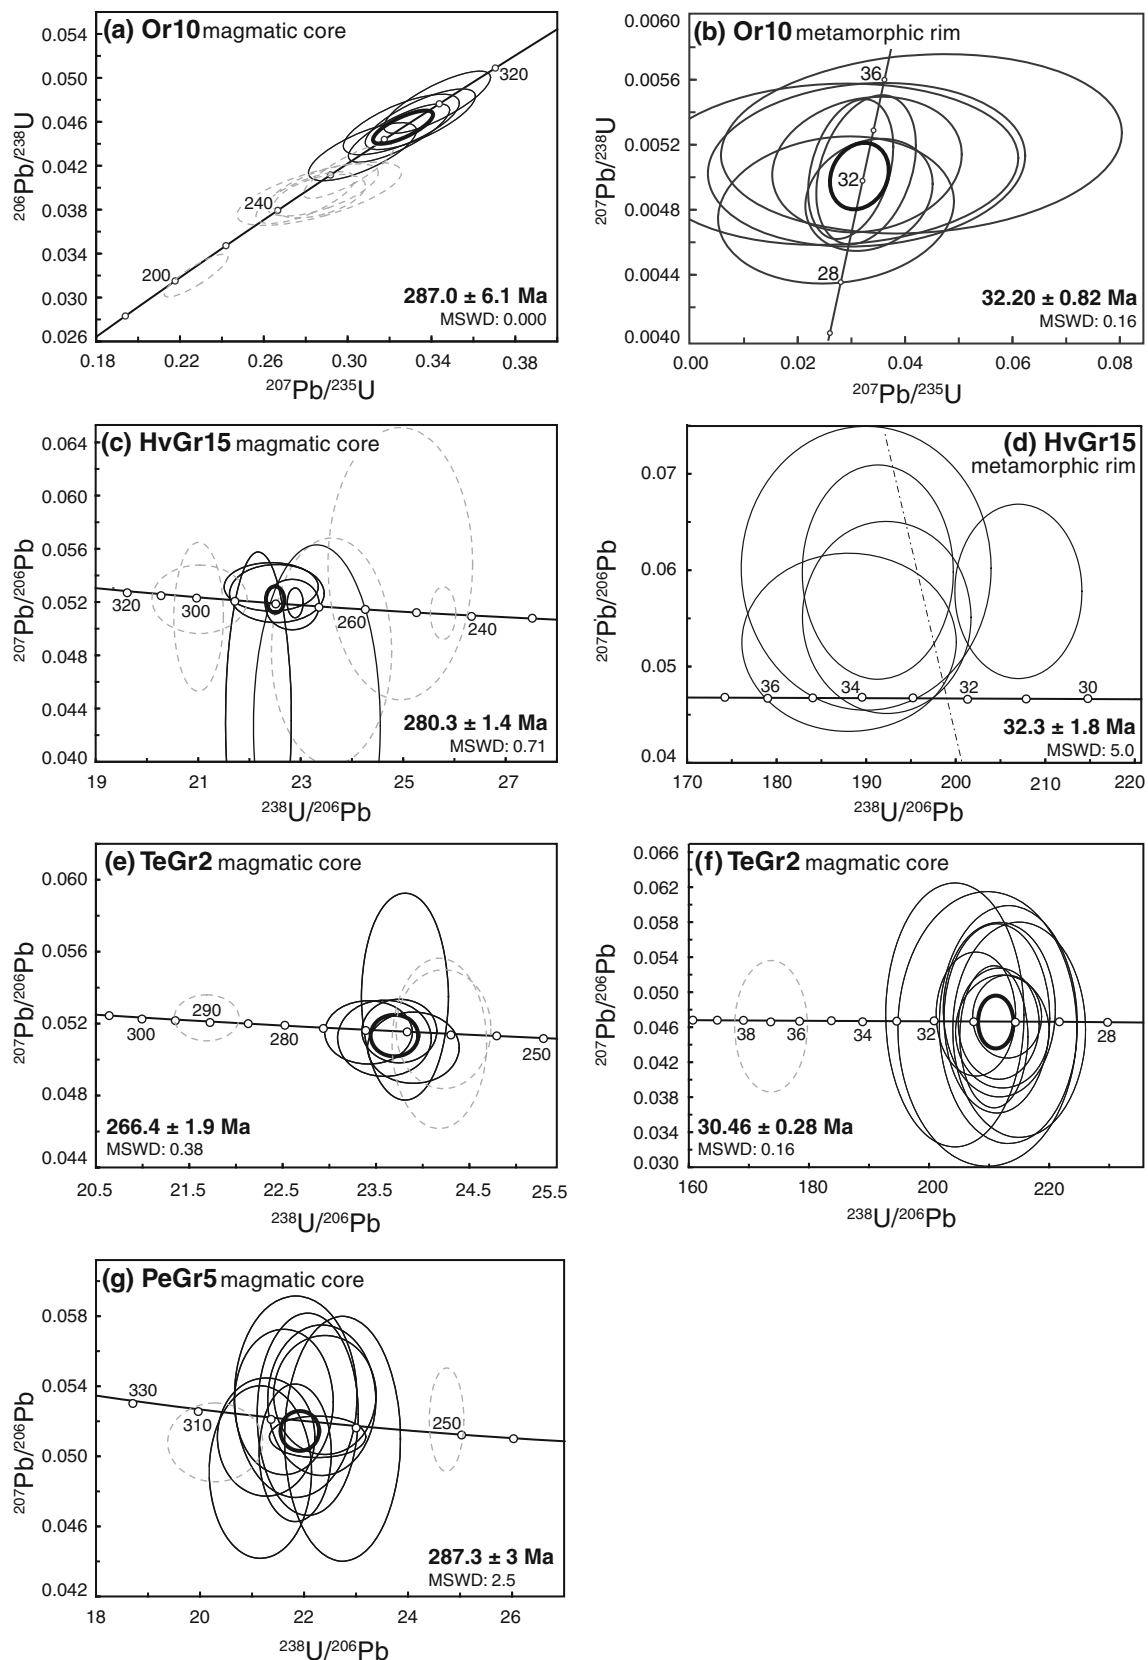 (a) Or10 magmatic core
0.054
0.050
0.046
0.042
0.038
0.034
0.030
0.026
206Pb/238U
320
240
200
287.0 ± 6.1 Ma
MSWD: 0.000
0.18 0.22 0.26 0.30 0.34 0.38
207Pb/235U
(b) Or10 metamorphic rim
0.0060
0.0056
0.0052
0.0048
0.0044
0.0040
207Pb/238U
36
32
28
32.20 ± 0.82 Ma
MSWD: 0.16
0.00 0.02 0.04 0.06 0.08
207Pb/235U
(c) HvGr15 magmatic core
0.064
0.060
0.056
0.052
0.048
0.044
0.040
207Pb/206Pb
320 300 260 240
280.3 ± 1.4 Ma
MSWD: 0.71
19 21 23 25 27
238U/206Pb
(d) HvGr15
metamorphic rim
0.07
0.06
0.05
0.04
207Pb/206Pb
36 34 32 30
32.3 ± 1.8 Ma
MSWD: 5.0
170 180 190 200 210 220
238U/206Pb
(e) TeGr2 magmatic core
0.060
0.056
0.052
0.048
0.044
207Pb/206Pb
300 290 280 250
266.4 ± 1.9 Ma
MSWD: 0.38
20.5 21.5 22.5 23.5 24.5 25.5
238U/206Pb
(f) TeGr2 magmatic core
0.066
0.062
0.058
0.054
0.050
0.046
0.042
0.038
0.034
0.030
207Pb/206Pb
38 36 34 32 28
30.46 ± 0.28 Ma
MSWD: 0.16
160 180 200 220
238U/206Pb
(g) PeGr5 magmatic core
0.058
0.054
0.050
0.046
0.042
207Pb/206Pb
330 310 250
287.3 ± 3 Ma
MSWD: 2.5
18 20 22 24 26
238U/206Pb